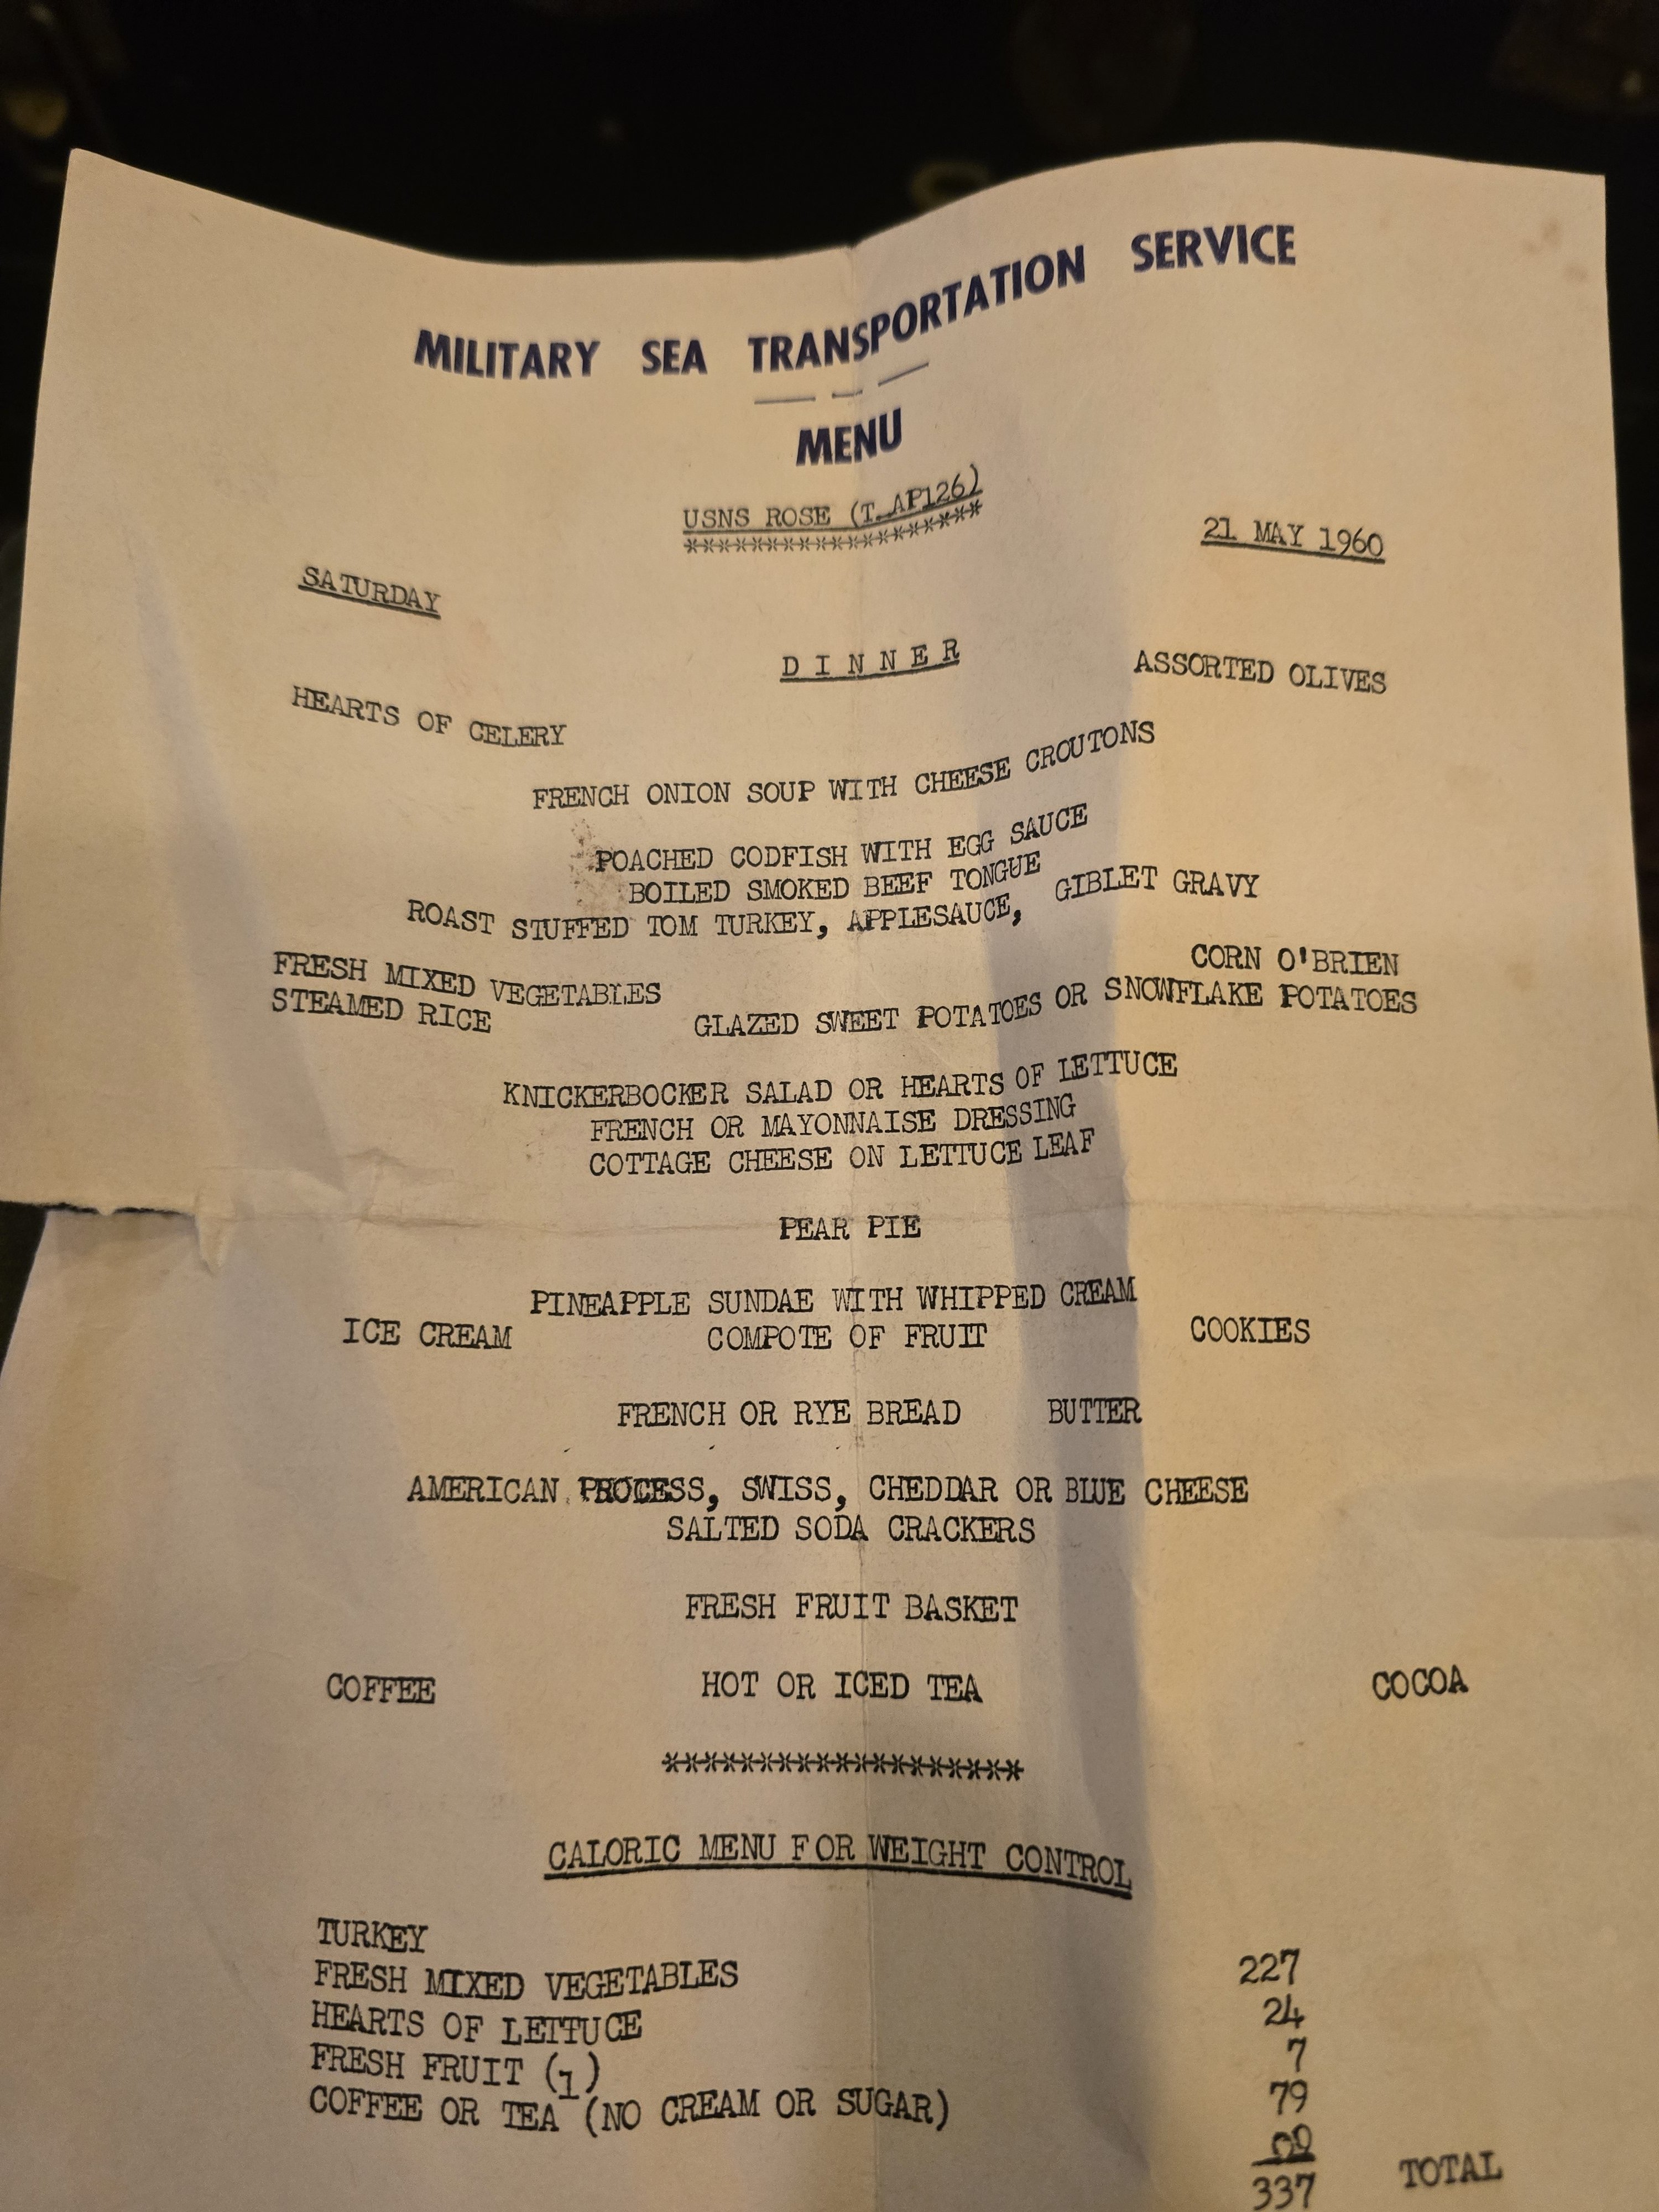 MILITARY SEA TRANSPORTATION SERVICE
MENU
USNS ROSE (T_AP126)
******************
SATURDAY 21 MAY 1960
D I N N E R
HEARTS OF CELERY ASSORTED OLIVES
FRENCH ONION SOUP WITH CHEESE CROUTONS
POACHED CODFISH WITH EGG SAUCE
BOILED SMOKED BEEF TONGUE
ROAST STUFFED TOM TURKEY, APPLESAUCE, GIBLET GRAVY
FRESH MIXED VEGETABLES CORN O'BRIEN
STEAMED RICE GLAZED SWEET POTATOES OR SNOWFLAKE POTATOES
KNICKERBOCKER SALAD OR HEARTS OF LETTUCE
FRENCH OR MAYONNAISE DRESSING
COTTAGE CHEESE ON LETTUCE LEAF
PEAR PIE
PINEAPPLE SUNDAE WITH WHIPPED CREAM
ICE CREAM COMPOTE OF FRUIT COOKIES
FRENCH OR RYE BREAD BUTTER
AMERICAN PROCESS, SWISS, CHEDDAR OR BLUE CHEESE
SALTED SODA CRACKERS
FRESH FRUIT BASKET
COFFEE HOT OR ICED TEA COCOA
*******************
CALORIC MENU FOR WEIGHT CONTROL
TURKEY 227
FRESH MIXED VEGETABLES 24
HEARTS OF LETTUCE 7
FRESH FRUIT (1) 79
COFFEE OR TEA (NO CREAM OR SUGAR) 00
337 TOTAL